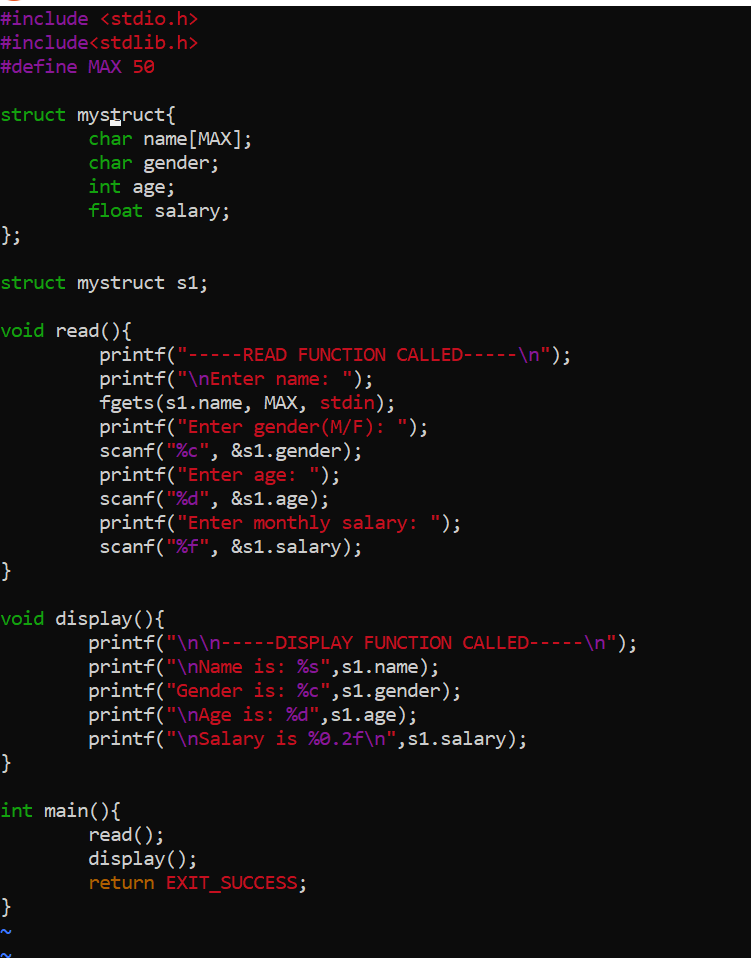 #include <stdio.h>
#include<stdlib.h>
#define MAX 50

struct mystruct{
        char name[MAX];
        char gender;
        int age;
        float salary;
};

struct mystruct s1;

void read(){
         printf("-----READ FUNCTION CALLED-----\n");
         printf("\nEnter name: ");
         fgets(s1.name, MAX, stdin);
         printf("Enter gender(M/F): ");
         scanf("%c", &s1.gender);
         printf("Enter age: ");
         scanf("%d", &s1.age);
         printf("Enter monthly salary: ");
         scanf("%f", &s1.salary);
}

void display(){
        printf("\n\n-----DISPLAY FUNCTION CALLED-----\n");
        printf("\nName is: %s",s1.name);
        printf("Gender is: %c",s1.gender);
        printf("\nAge is: %d",s1.age);
        printf("\nSalary is %0.2f\n",s1.salary);
}

int main(){
        read();
        display();
        return EXIT_SUCCESS;
}
~
~